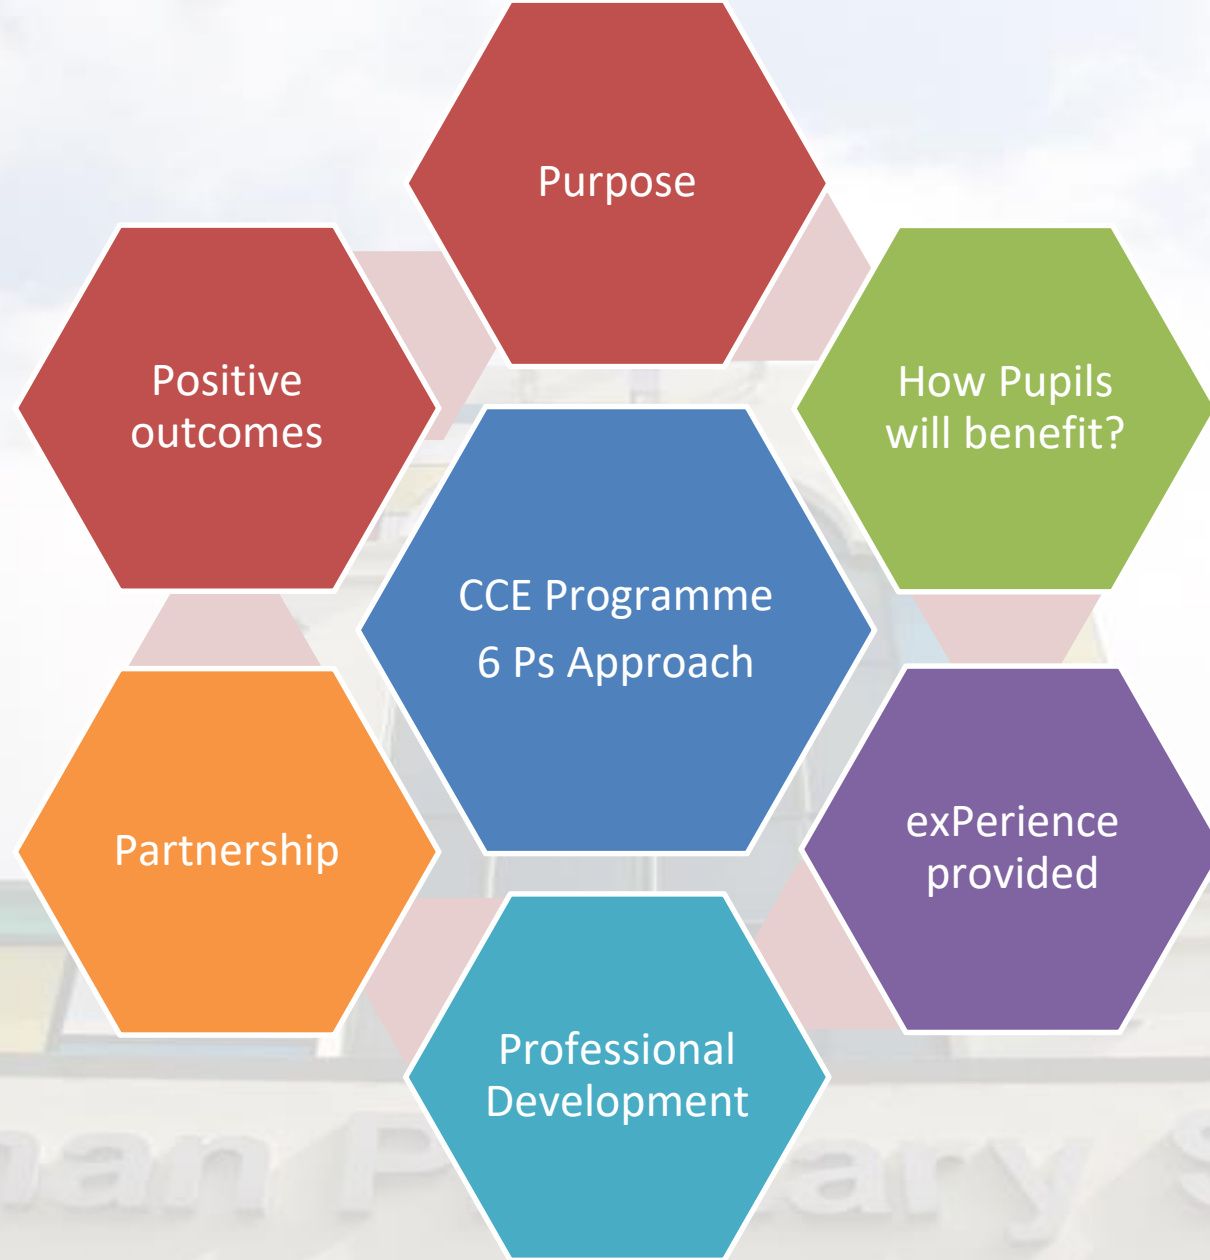 Purpose
How Pupils
will benefit?
exPerience
provided
Professional
Development
Partnership
Positive
outcomes
CCE Programme
6 Ps Approach